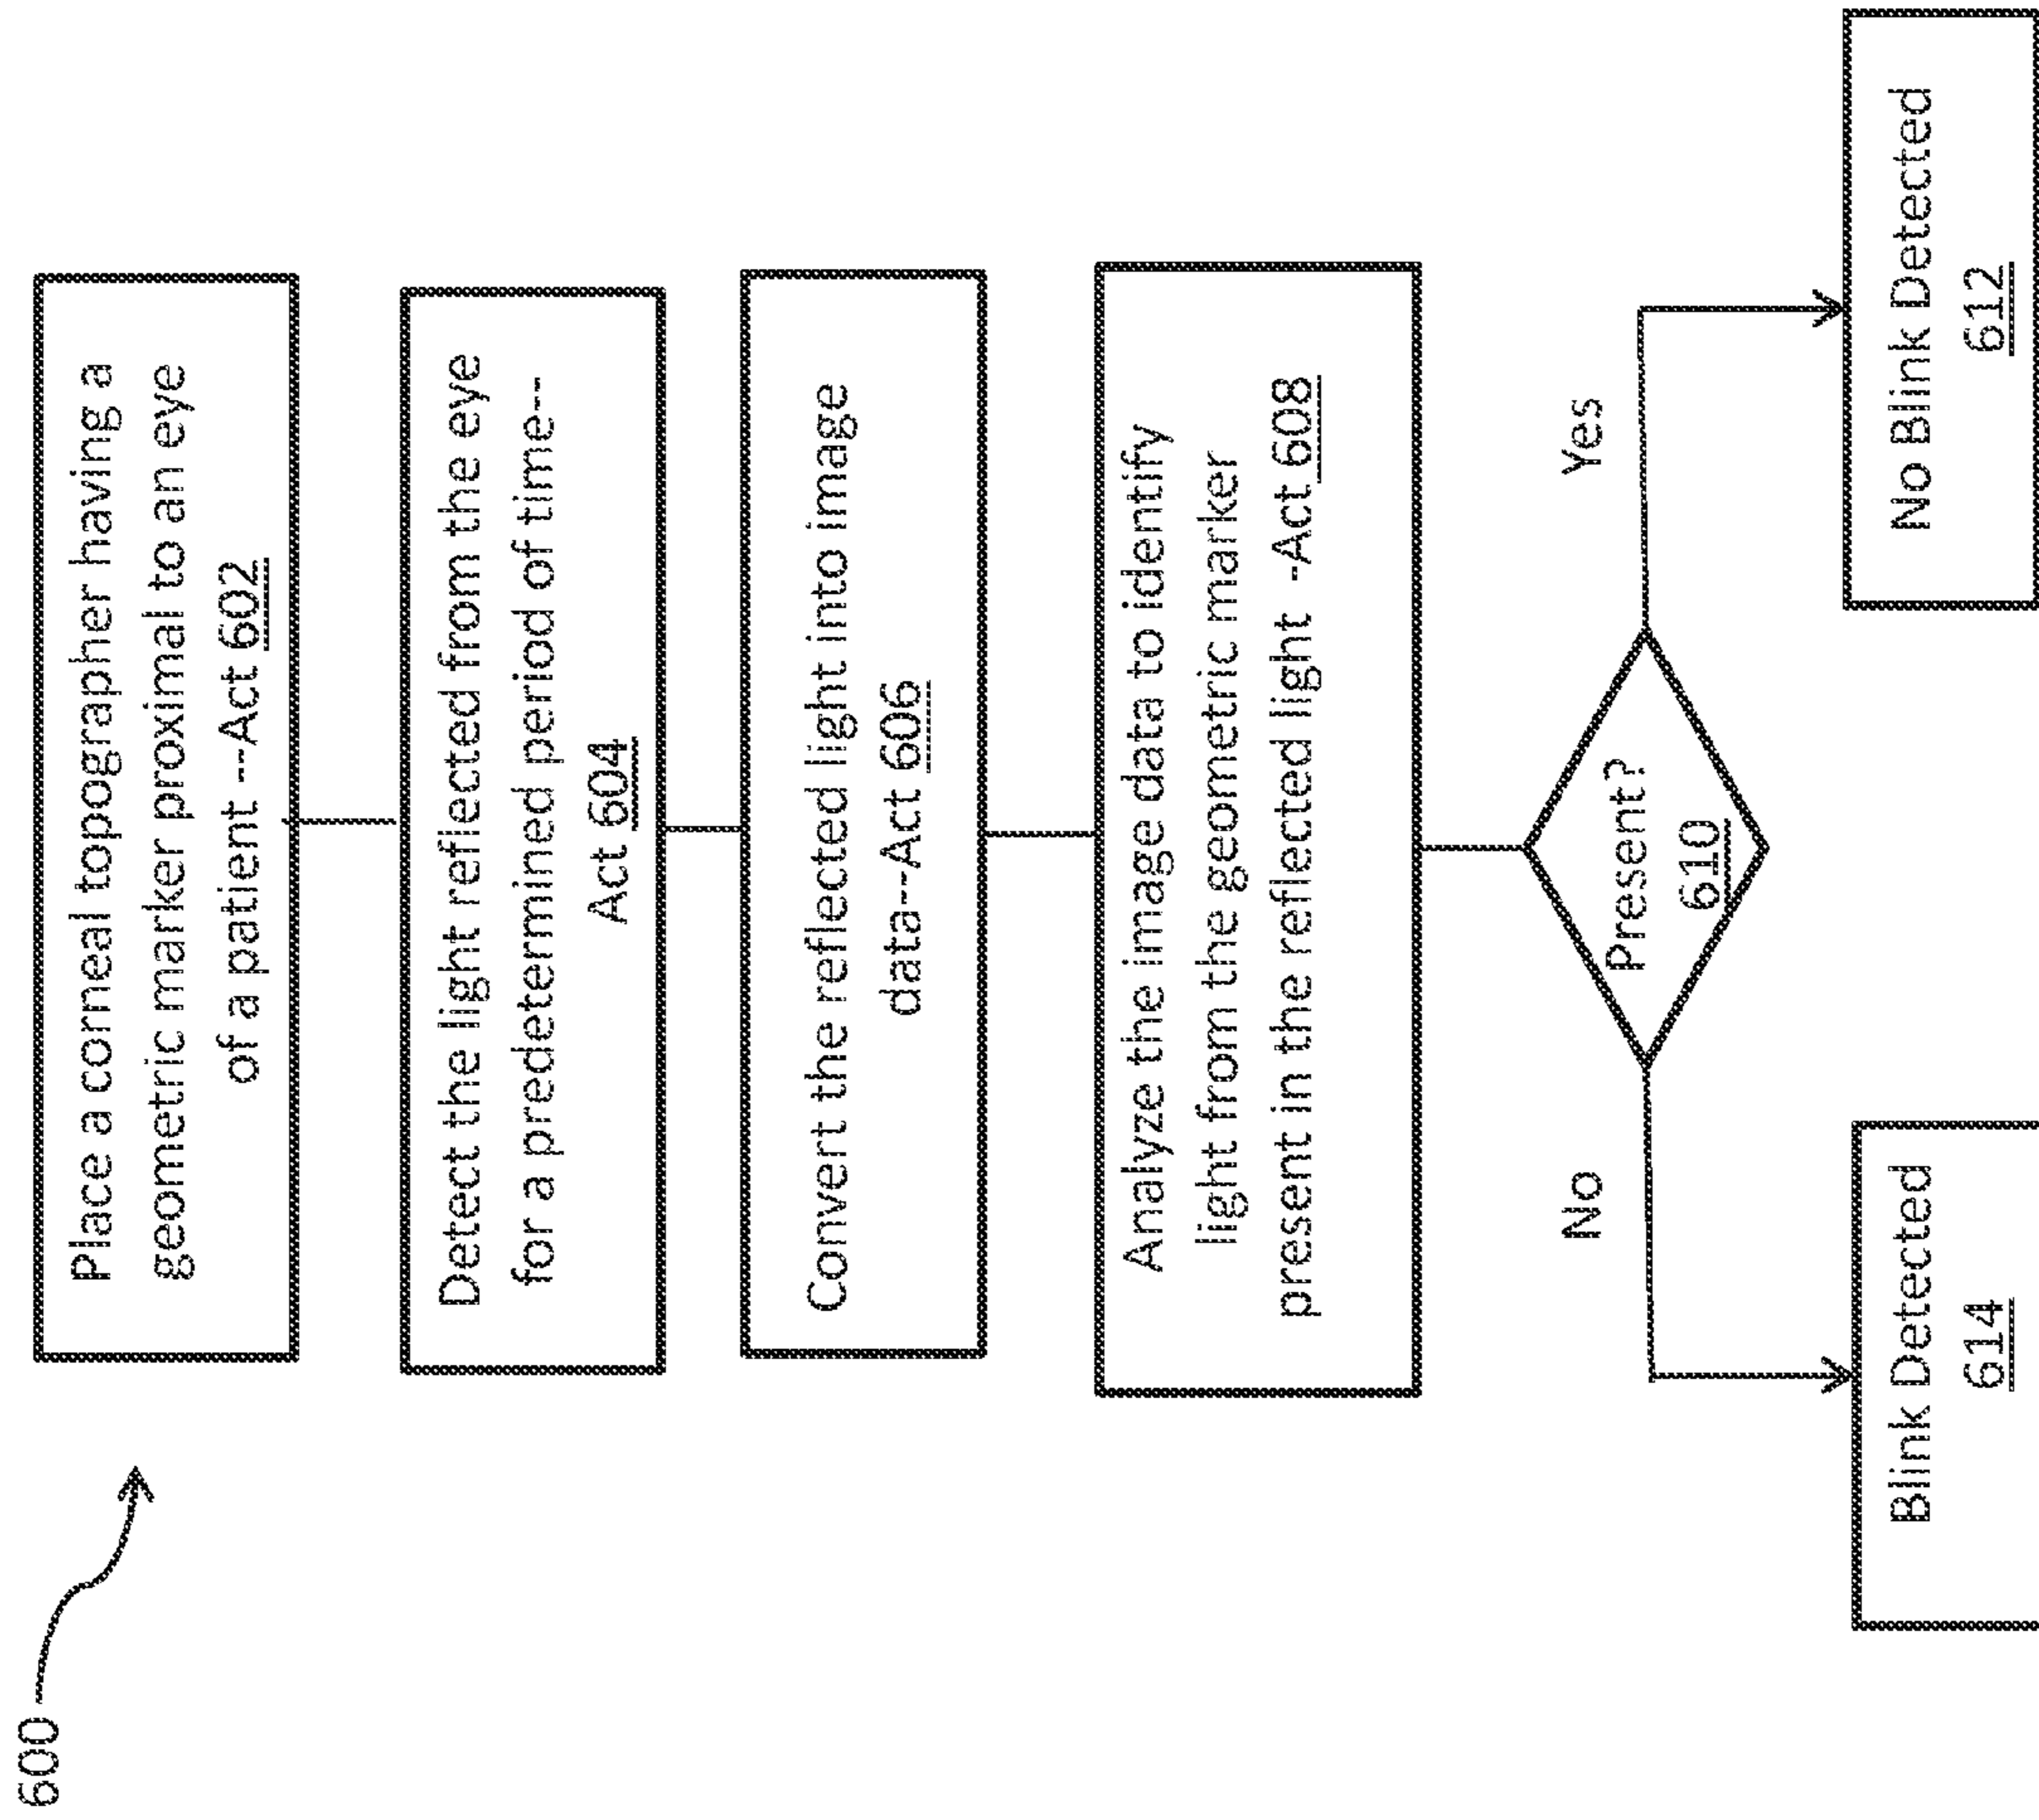 600
Place a corneal topographer having a
geometric marker proximal to an eye
of a patient ---Act 602
Detect the light reflected from the eye
for a predetermined period of time--
Act 604
Convert the reflected light into image
data--Act 606
Analyze the image data to identify
light from the geometric marker
present in the reflected light -Act 608
Present?
610
No
Yes
Blink Detected
614
No Blink Detected
612